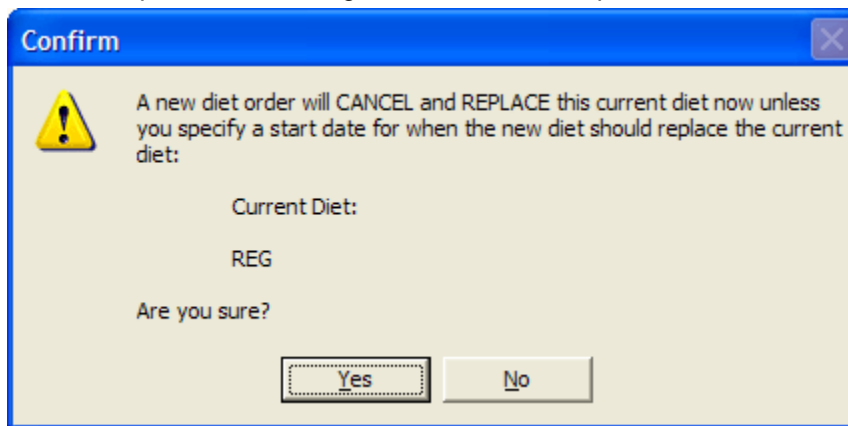 Confirm
A new diet order will CANCEL and REPLACE this current diet now unless
you specify a start date for when the new diet should replace the current
diet:
Current Diet:
REG
Are you sure?
Yes
No